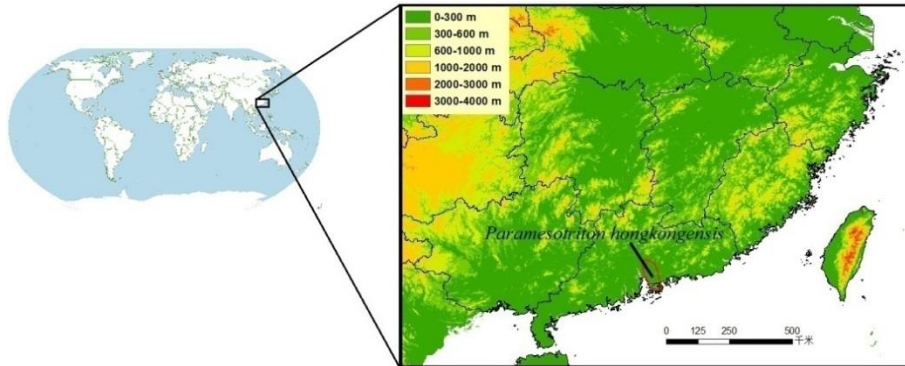 0-300 m
300-600 m
600-1000 m
1000-2000 m
2000-3000 m
3000-4000 m
Paramesotriton hongkongensis
0 125 250 500
千米